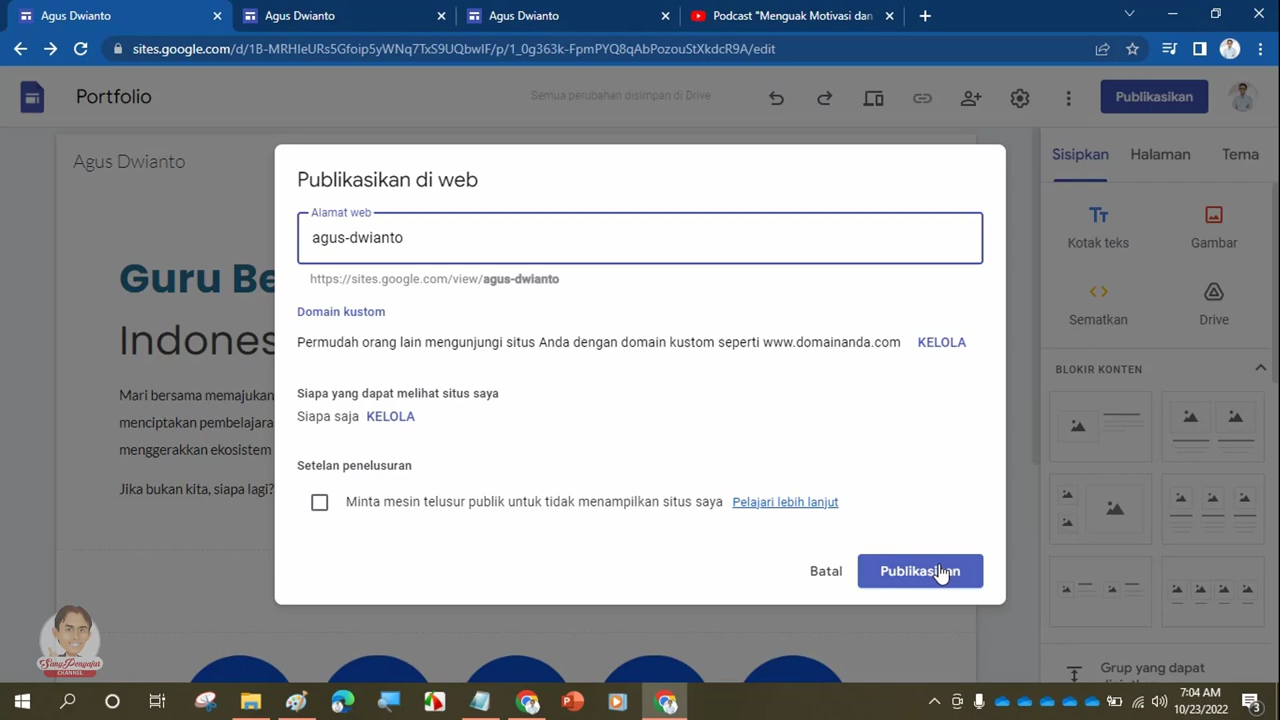 Agus Dwianto
Agus Dwianto
Agus Dwianto
Podcast "Menguak Motivasi dan
sites.google.com/d/1B-MRHIeURs5Gfoip5yWNq7TxS9UQbwIF/p/1_0g363k-FpmPYQ8qAbPozouStXkdcR9A/edit
Portfolio
Semua perubahan disimpan di Drive
Publikasikan
Agus Dwianto
Guru Be
Indones
Mari bersama memajukan
menciptakan pembelajara
menggerakkan ekosistem
Jika bukan kita, siapa lagi?
Publikasikan di web
Alamat web
agus-dwianto
https://sites.google.com/view/agus-dwianto
Domain kustom
Permudah orang lain mengunjungi situs Anda dengan domain kustom seperti www.domainanda.com KELOLA
Siapa yang dapat melihat situs saya
Siapa saja KELOLA
Setelan penelusuran
Minta mesin telusur publik untuk tidak menampilkan situs saya Pelajari lebih lanjut
Batal
Publikasikan
Sisipkan
Halaman
Tema
Kotak teks
Gambar
Sematkan
Drive
BLOKIR KONTEN
Grup yang dapat
Sang Pengajar
CHANNEL
7:04 AM
10/23/2022
3